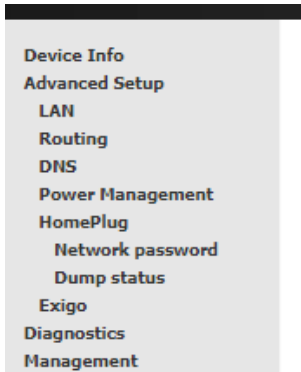 Device Info
Advanced Setup
LAN
Routing
DNS
Power Management
HomePlug
Network password
Dump status
Exigo
Diagnostics
Management